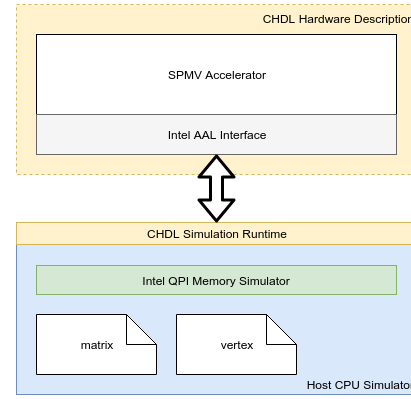 CHDL Hardware Description
SPMV Accelerator
Intel AAL Interface
CHDL Simulation Runtime
Intel QPI Memory Simulator
matrix
vertex
Host CPU Simulator